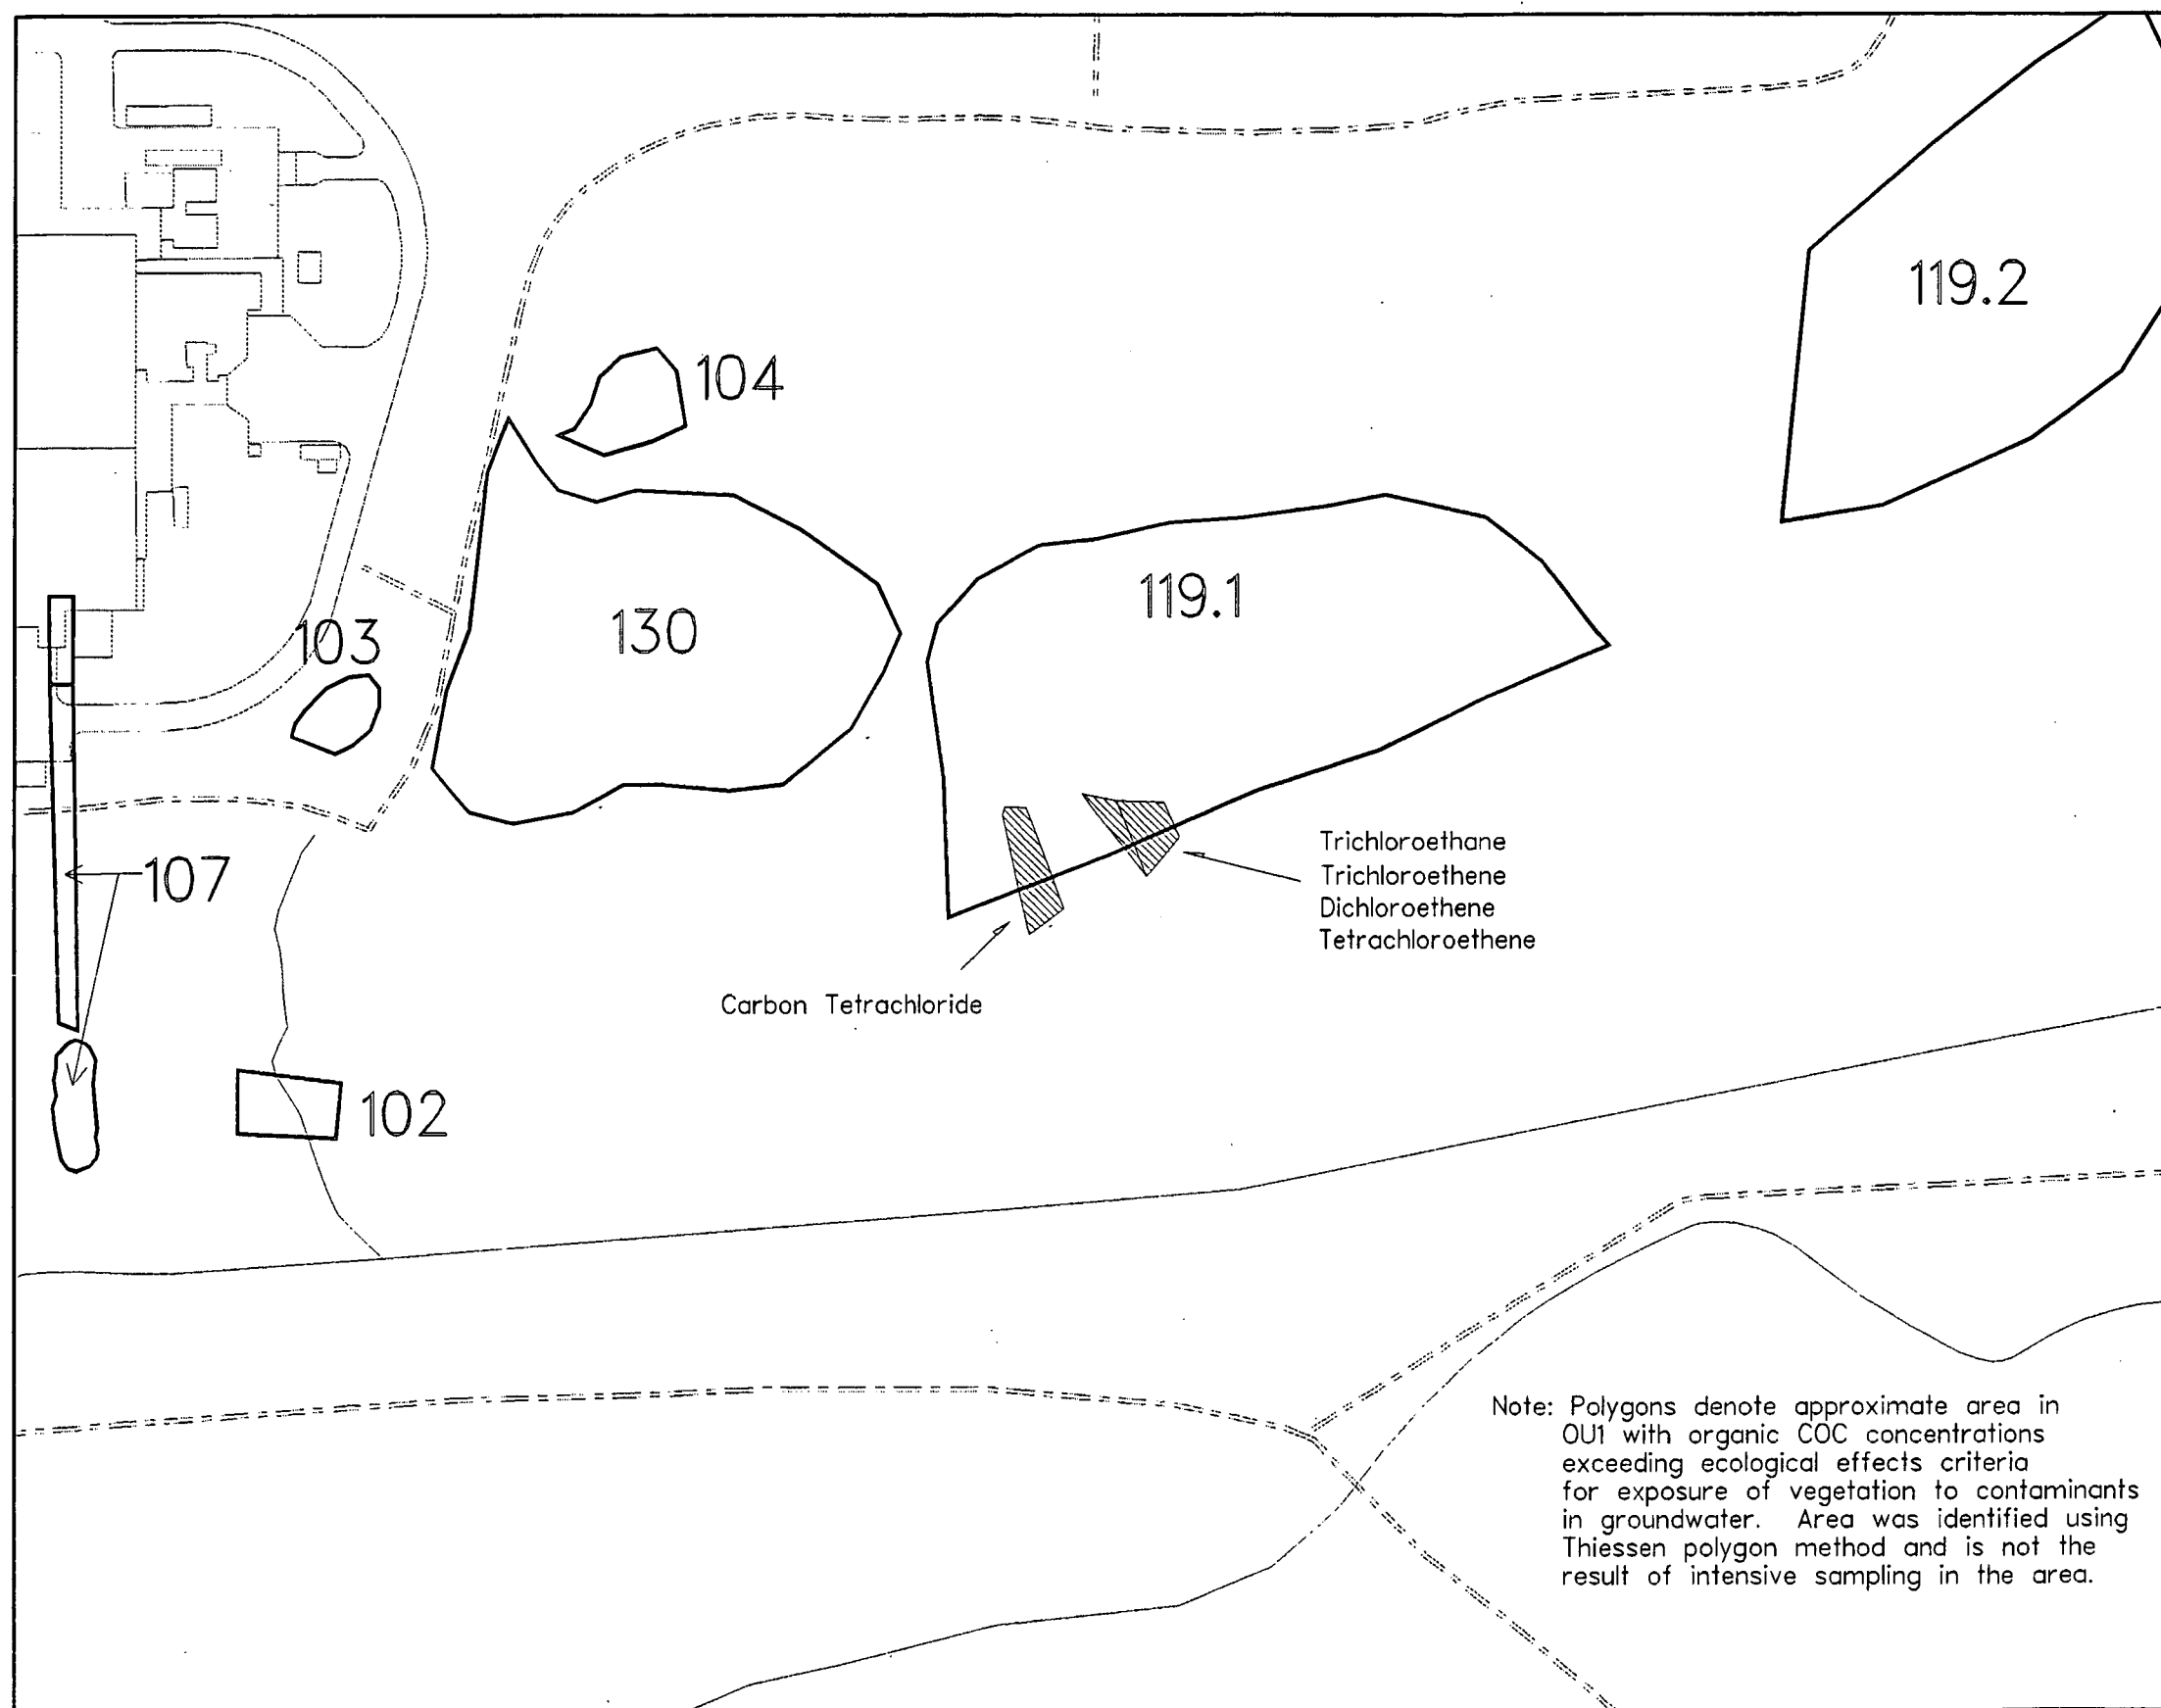 119.2
104
119.1
130
103
Trichloroethane
Trichloroethene
Dichloroethene
Tetrachloroethene
107
Carbon Tetrachloride
102
Note: Polygons denote approximate area in
OU1 with organic COC concentrations
exceeding ecological effects criteria
for exposure of vegetation to contaminants
in groundwater. Area was identified using
Thiessen polygon method and is not the
result of intensive sampling in the area.